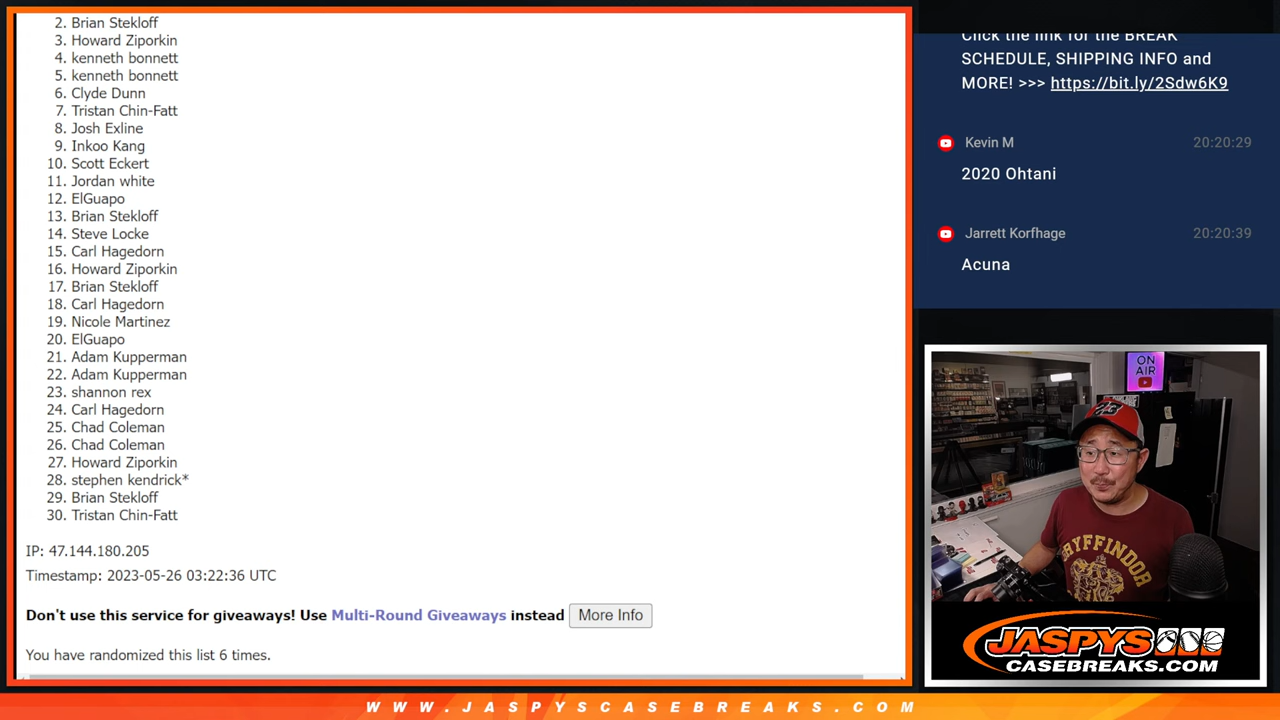 2. Brian Stekloff
3. Howard Ziporkin
4. kenneth bonnett
5. kenneth bonnett
6. Clyde Dunn
7. Tristan Chin-Fatt
8. Josh Exline
9. Inkoo Kang
10. Scott Eckert
11. Jordan white
12. ElGuapo
13. Brian Stekloff
14. Steve Locke
15. Carl Hagedorn
16. Howard Ziporkin
17. Brian Stekloff
18. Carl Hagedorn
19. Nicole Martinez
20. ElGuapo
21. Adam Kupperman
22. Adam Kupperman
23. shannon rex
24. Carl Hagedorn
25. Chad Coleman
26. Chad Coleman
27. Howard Ziporkin
28. stephen kendrick*
29. Brian Stekloff
30. Tristan Chin-Fatt
IP: 47.144.180.205
Timestamp: 2023-05-26 03:22:36 UTC
Don't use this service for giveaways! Use Multi-Round Giveaways instead More Info
You have randomized this list 6 times.
Click the link for the BREAK
SCHEDULE, SHIPPING INFO and
MORE! >>> https://bit.ly/2Sdw6K9
Kevin M 20:20:29
2020 Ohtani
Jarrett Korfhage 20:20:39
Acuna
ON
AIR
GRYFFINDOR
JASPYS
CASEBREAKS.COM
WWW.JASPYSCASEBREAKS.COM